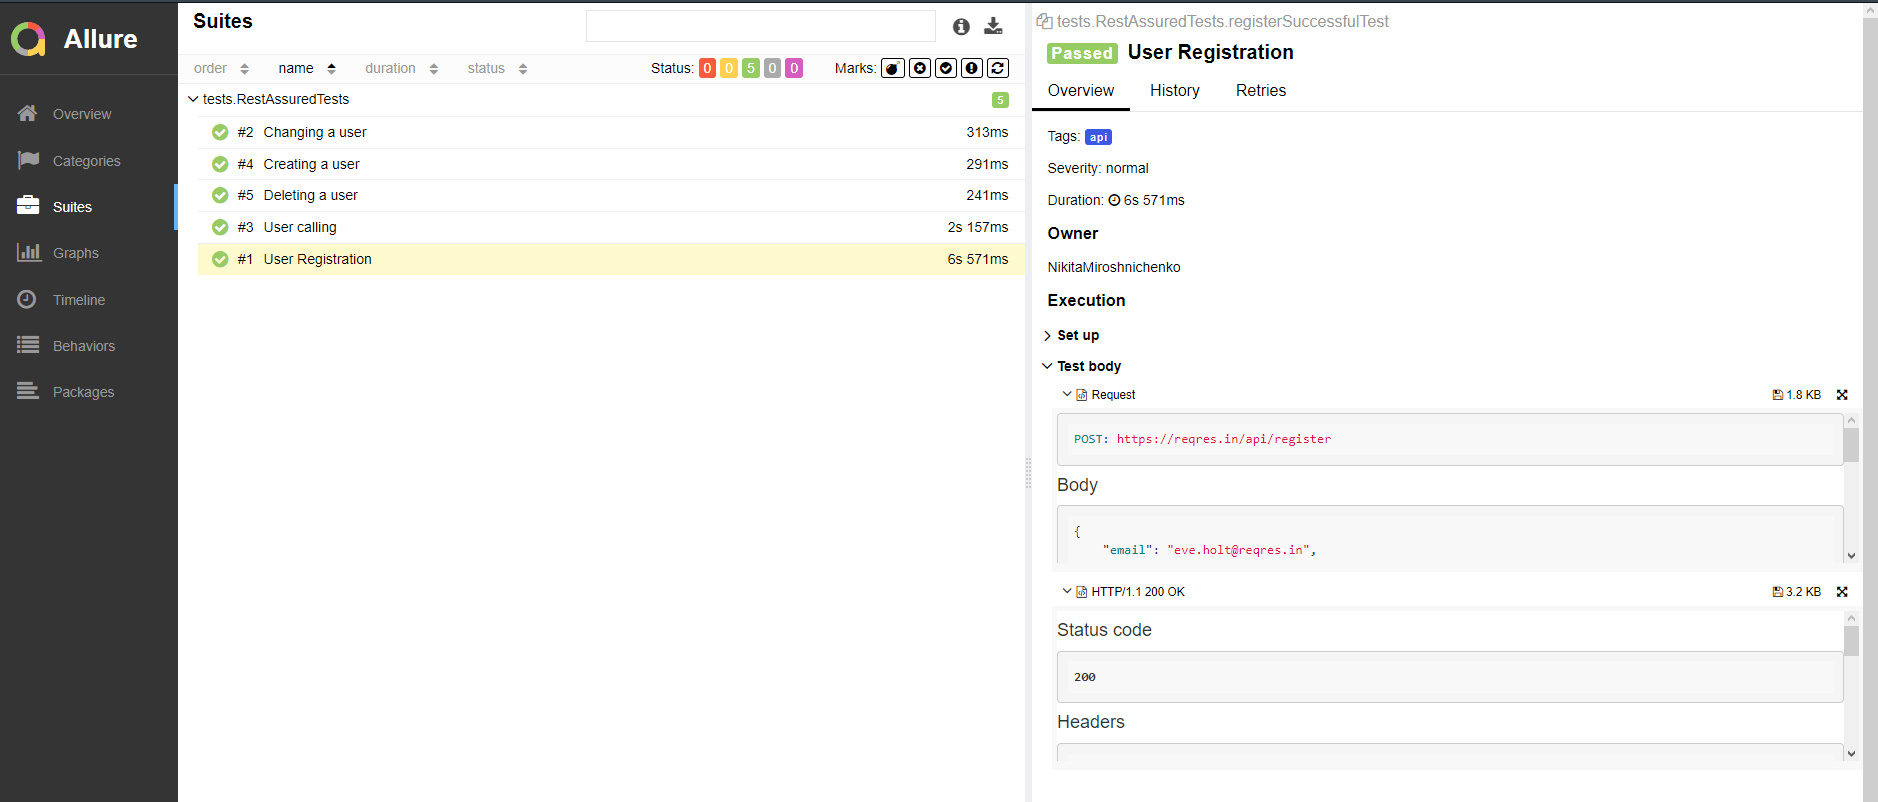 Allure
Overview
Categories
Suites
Graphs
Timeline
Behaviors
Packages
Suites
order name duration status Status: 0 0 5 0 0 Marks:
tests.RestAssuredTests 5
#2 Changing a user 313ms
#4 Creating a user 291ms
#5 Deleting a user 241ms
#3 User calling 2s 157ms
#1 User Registration 6s 571ms
tests.RestAssuredTests.registerSuccessfulTest
Passed User Registration
Overview History Retries
Tags: api
Severity: normal
Duration: 6s 571ms
Owner
NikitaMiroshnichenko
Execution
Set up
Test body
Request 1.8 KB
POST: https://reqres.in/api/register
Body
{
"email": "eve.holt@reqres.in",
HTTP/1.1 200 OK 3.2 KB
Status code
200
Headers